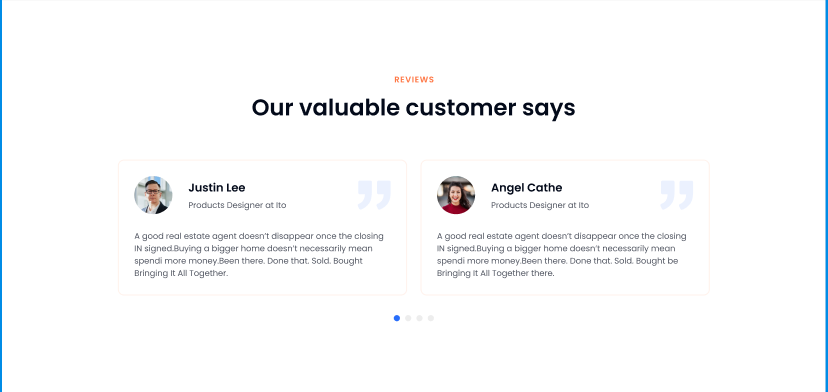 REVIEWS
Our valuable customer says
Justin Lee
Products Designer at Ito
A good real estate agent doesn't disappear once the closing
IN signed.Buying a bigger home doesn't necessarily mean
spendi more money.Been there. Done that. Sold. Bought
Bringing It All Together.
Angel Cathe
Products Designer at Ito
A good real estate agent doesn't disappear once the closing
IN signed.Buying a bigger home doesn't necessarily mean
spendi more money.Been there. Done that. Sold. Bought be
Bringing It All Together there.